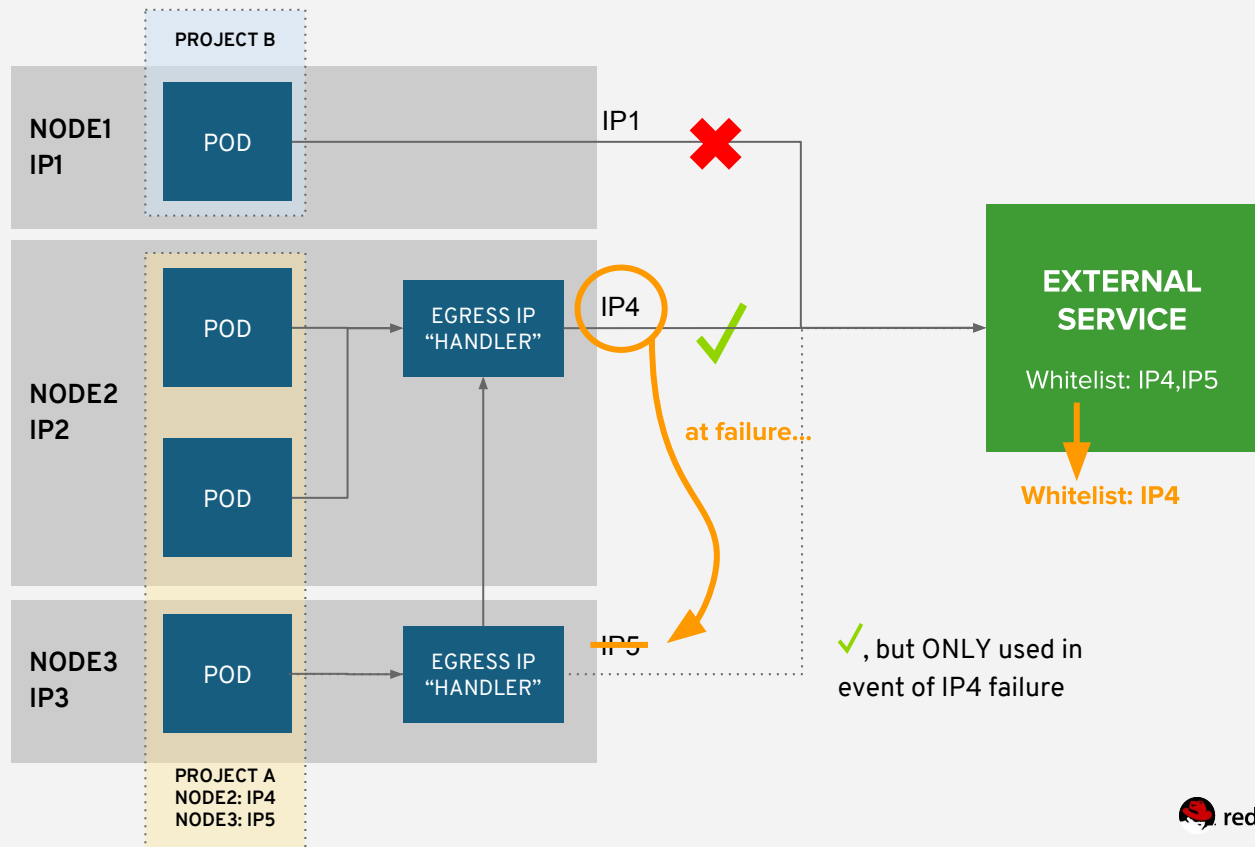 PROJECT B
NODE1
IP1
POD
IP1
NODE2
IP2
POD
POD
EGRESS IP
“HANDLER”
IP4
at failure...
EXTERNAL
SERVICE
Whitelist: IP4,IP5
Whitelist: IP4
NODE3
IP3
POD
EGRESS IP
“HANDLER”
IP5
, but ONLY used in
event of IP4 failure
PROJECT A
NODE2: IP4
NODE3: IP5
red